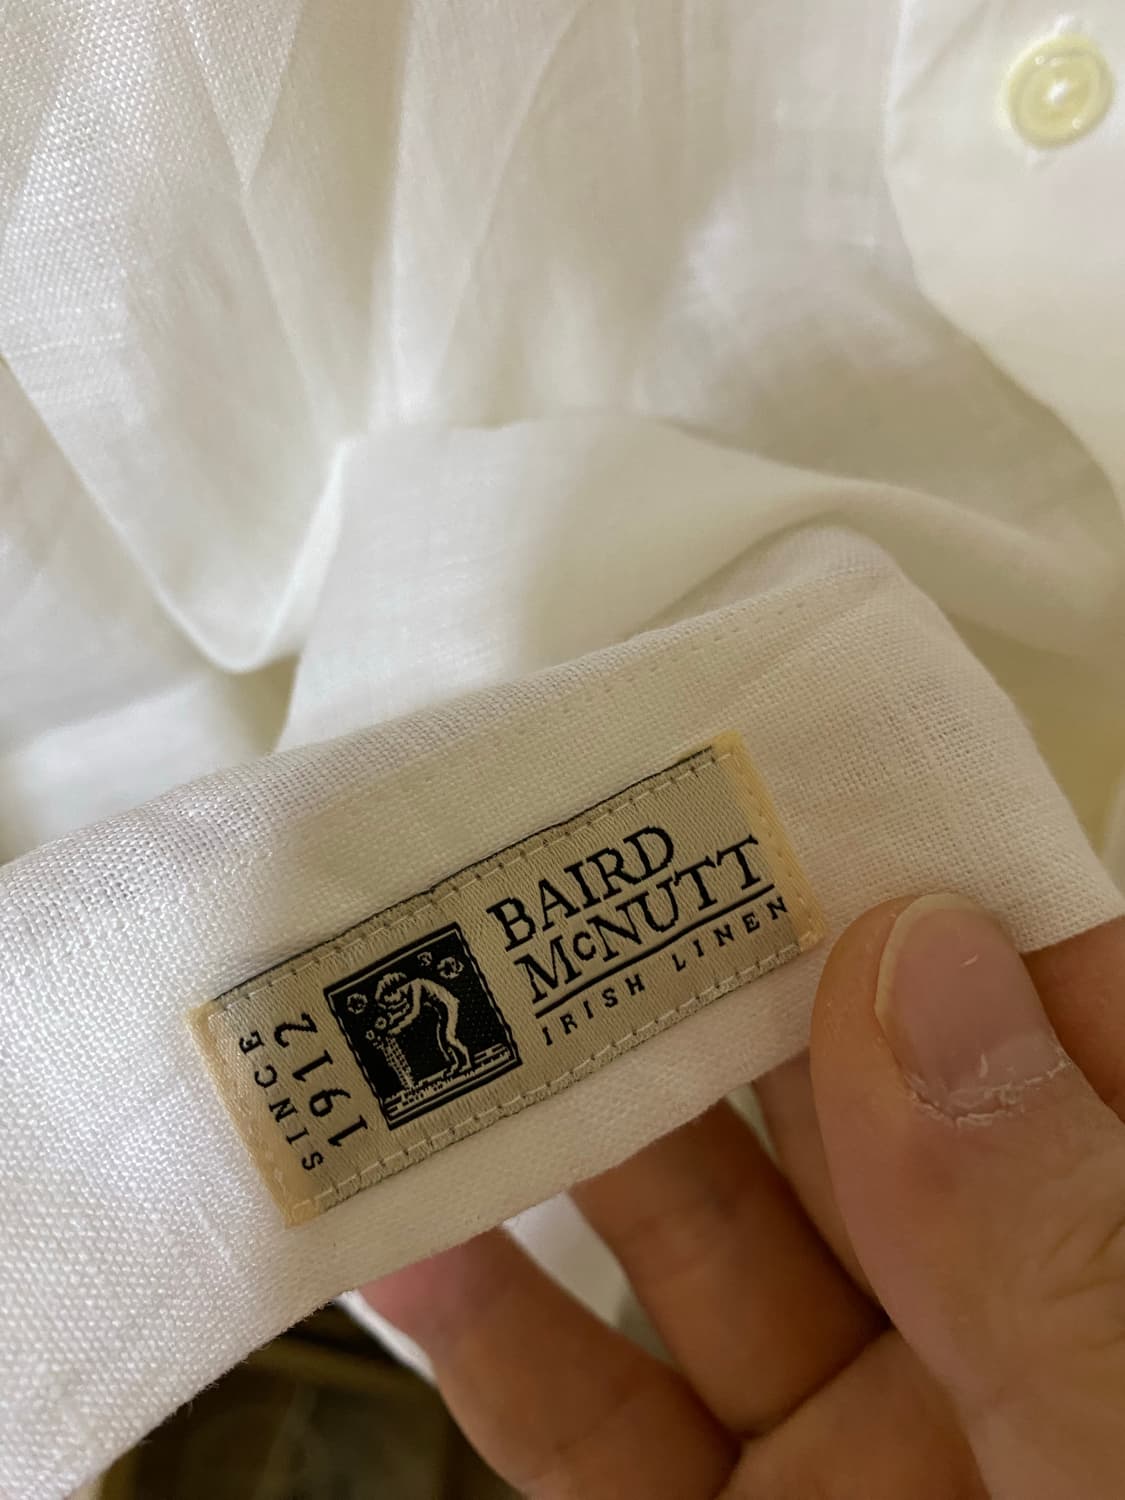 SINCE
1912
BAIRD
McNUTT
IRISH LINEN